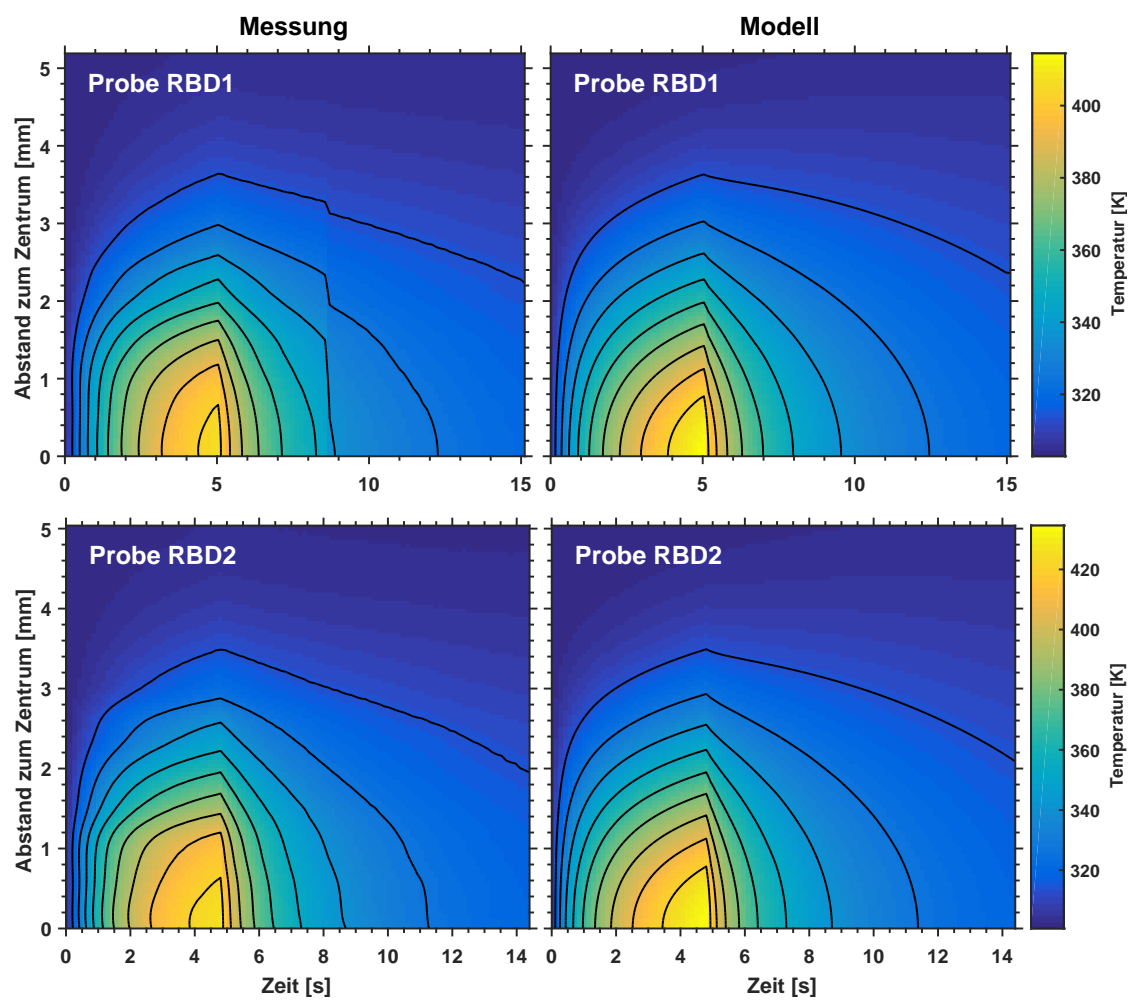 Messung
Modell
Probe RBD1
Probe RBD1
Abstand zum Zentrum [mm]
5
4
3
2
1
0
0 5 10 15
0 5 10 15
400
380
360
340
320
Temperatur [K]
Probe RBD2
Probe RBD2
Abstand zum Zentrum [mm]
5
4
3
2
1
0
0 2 4 6 8 10 12 14
0 2 4 6 8 10 12 14
Zeit [s]
Zeit [s]
420
400
380
360
340
320
Temperatur [K]